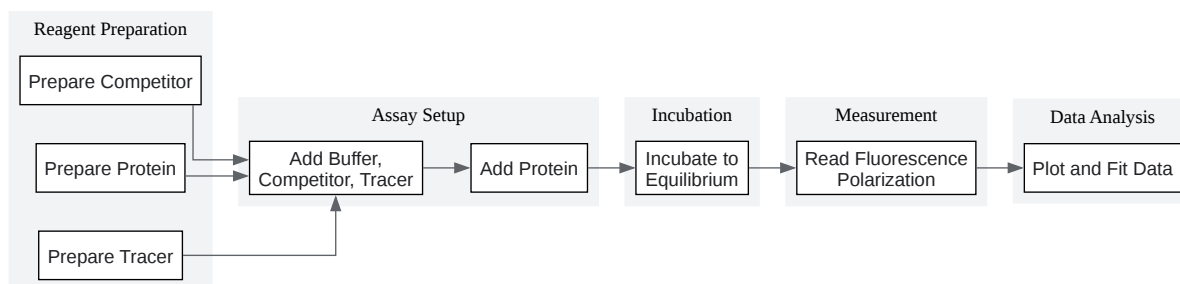 Reagent Preparation
Prepare Competitor
Prepare Protein
Prepare Tracer
Assay Setup
Add Buffer,
Competitor, Tracer
Add Protein
Incubation
Incubate to
Equilibrium
Measurement
Read Fluorescence
Polarization
Data Analysis
Plot and Fit Data